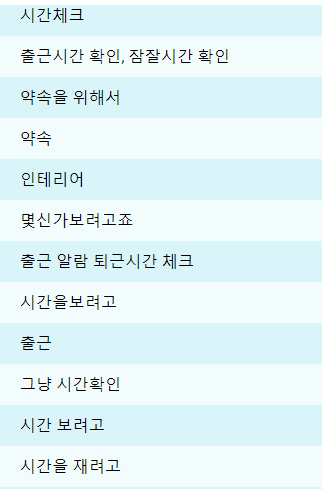 시간체크
출근시간 확인, 잠잘시간 확인
약속을 위해서
약속
인테리어
몇신가보려고죠
출근 알람 퇴근시간 체크
시간을보려고
출근
그냥 시간확인
시간 보려고
시간을 재려고